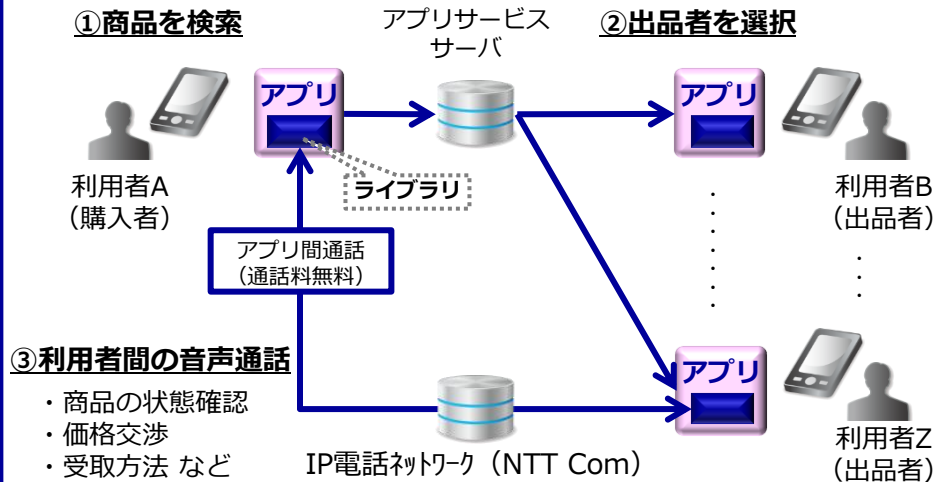 ①商品を検索
アプリサービス
サーバ
②出品者を選択
アプリ
アプリ
ライブラリ
利用者A
（購入者）
利用者B
（出品者）
アプリ間通話
（通話料無料）
③利用者間の音声通話
・商品の状態確認
・価格交渉
・受取方法 など
アプリ
IP電話ﾈｯﾄﾜｰｸ（NTT Com）
利用者Z
（出品者）